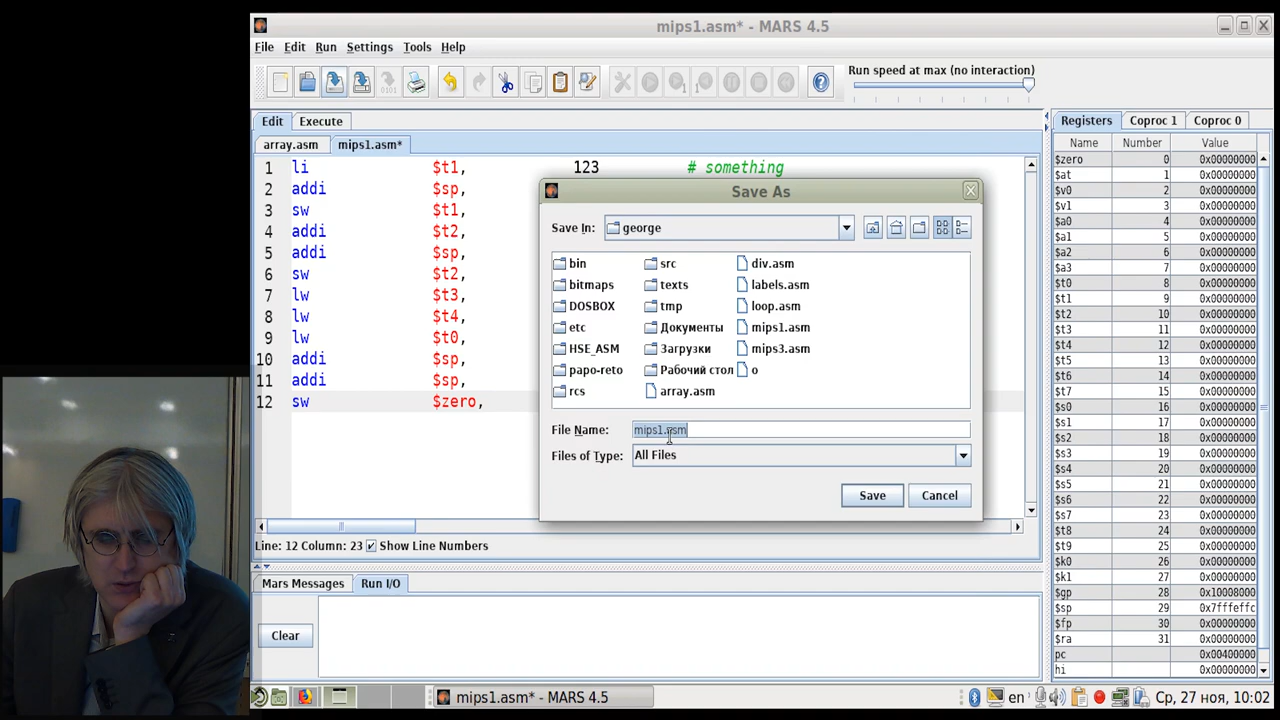 mips1.asm* - MARS 4.5
File Edit Run Settings Tools Help
Run speed at max (no interaction)
Edit Execute
array.asm mips1.asm*
1 li $t1, 123 # something
2 addi $sp,
3 sw $t1,
4 addi $t2,
5 addi $sp,
6 sw $t2,
7 lw $t3,
8 lw $t4,
9 lw $t0,
10 addi $sp,
11 addi $sp,
12 sw $zero,
Line: 12 Column: 23 Show Line Numbers
Save As
Save In: george
bin src div.asm
bitmaps texts labels.asm
DOSBOX tmp loop.asm
etc Документы mips1.asm
HSE_ASM Загрузки mips3.asm
papo-reto Рабочий стол o
rcs array.asm
File Name: mips1.asm
Files of Type: All Files
Save Cancel
Mars Messages Run I/O
Clear
Registers Coproc 1 Coproc 0
Name Number Value
$zero 0 0x00000000
$at 1 0x00000000
$v0 2 0x00000000
$v1 3 0x00000000
$a0 4 0x00000000
$a1 5 0x00000000
$a2 6 0x00000000
$a3 7 0x00000000
$t0 8 0x00000000
$t1 9 0x00000000
$t2 10 0x00000000
$t3 11 0x00000000
$t4 12 0x00000000
$t5 13 0x00000000
$t6 14 0x00000000
$t7 15 0x00000000
$s0 16 0x00000000
$s1 17 0x00000000
$s2 18 0x00000000
$s3 19 0x00000000
$s4 20 0x00000000
$s5 21 0x00000000
$s6 22 0x00000000
$s7 23 0x00000000
$t8 24 0x00000000
$t9 25 0x00000000
$k0 26 0x00000000
$k1 27 0x00000000
$gp 28 0x10008000
$sp 29 0x7fffeffc
$fp 30 0x00000000
$ra 31 0x00000000
pc 0x00400000
hi 0x00000000
mips1.asm* - MARS 4.5
en
Ср, 27 ноя, 10:02